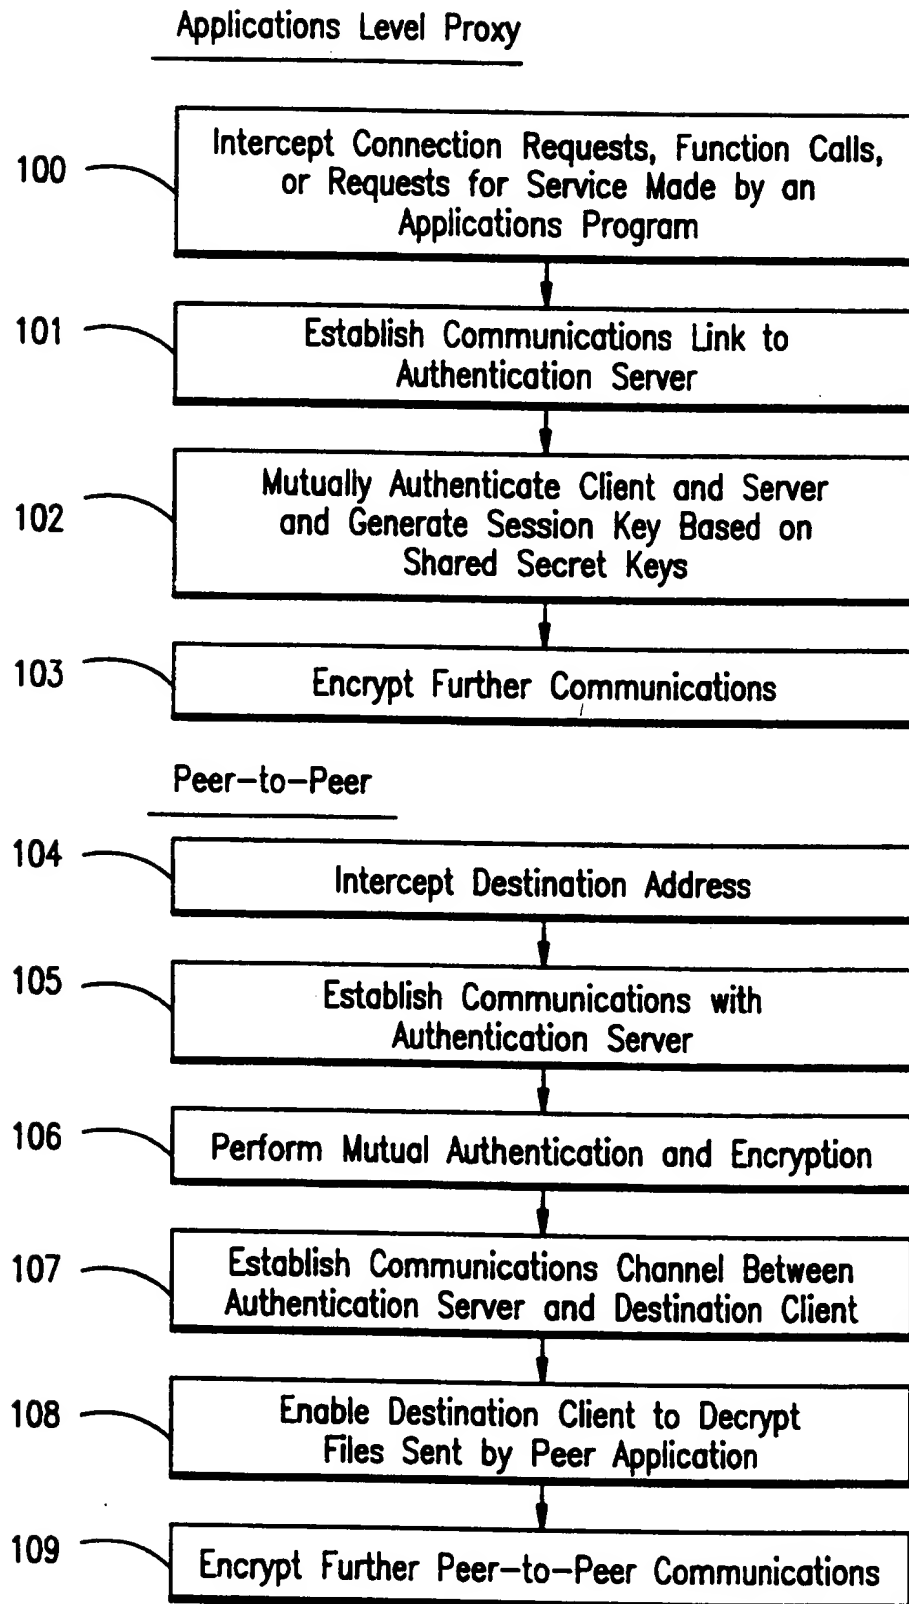 Applications Level Proxy
100
Intercept Connection Requests, Function Calls,
or Requests for Service Made by an
Applications Program
101
Establish Communications Link to
Authentication Server
102
Mutually Authenticate Client and Server
and Generate Session Key Based on
Shared Secret Keys
103
Encrypt Further Communications
Peer-to-Peer
104
Intercept Destination Address
105
Establish Communications with
Authentication Server
106
Perform Mutual Authentication and Encryption
107
Establish Communications Channel Between
Authentication Server and Destination Client
108
Enable Destination Client to Decrypt
Files Sent by Peer Application
109
Encrypt Further Peer-to-Peer Communications